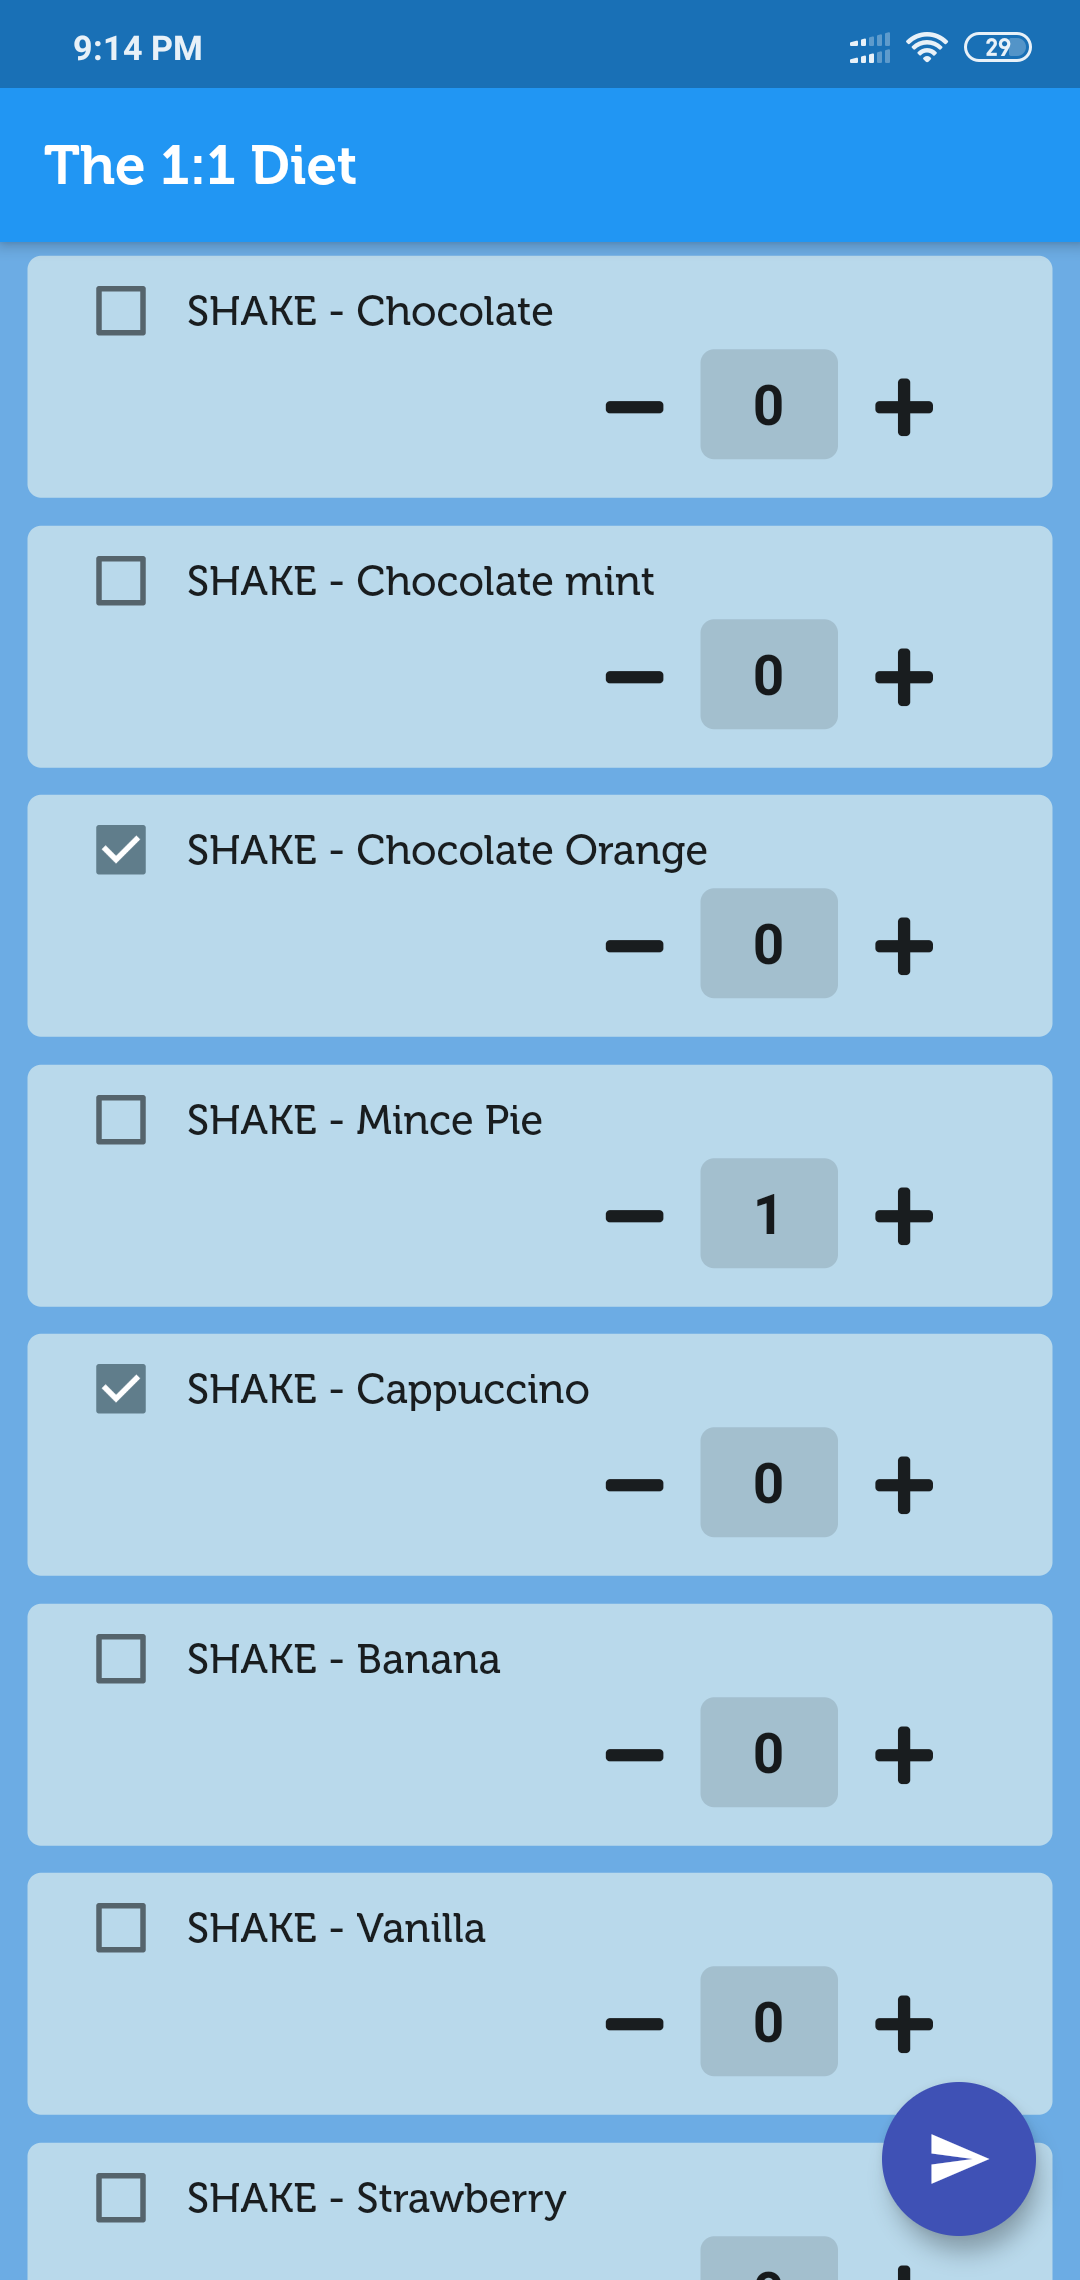 9:14 PM
29
The 1:1 Diet
SHAKE - Chocolate
0
SHAKE - Chocolate mint
0
SHAKE - Chocolate Orange
0
SHAKE - Mince Pie
1
SHAKE - Cappuccino
0
SHAKE - Banana
0
SHAKE - Vanilla
0
SHAKE - Strawberry